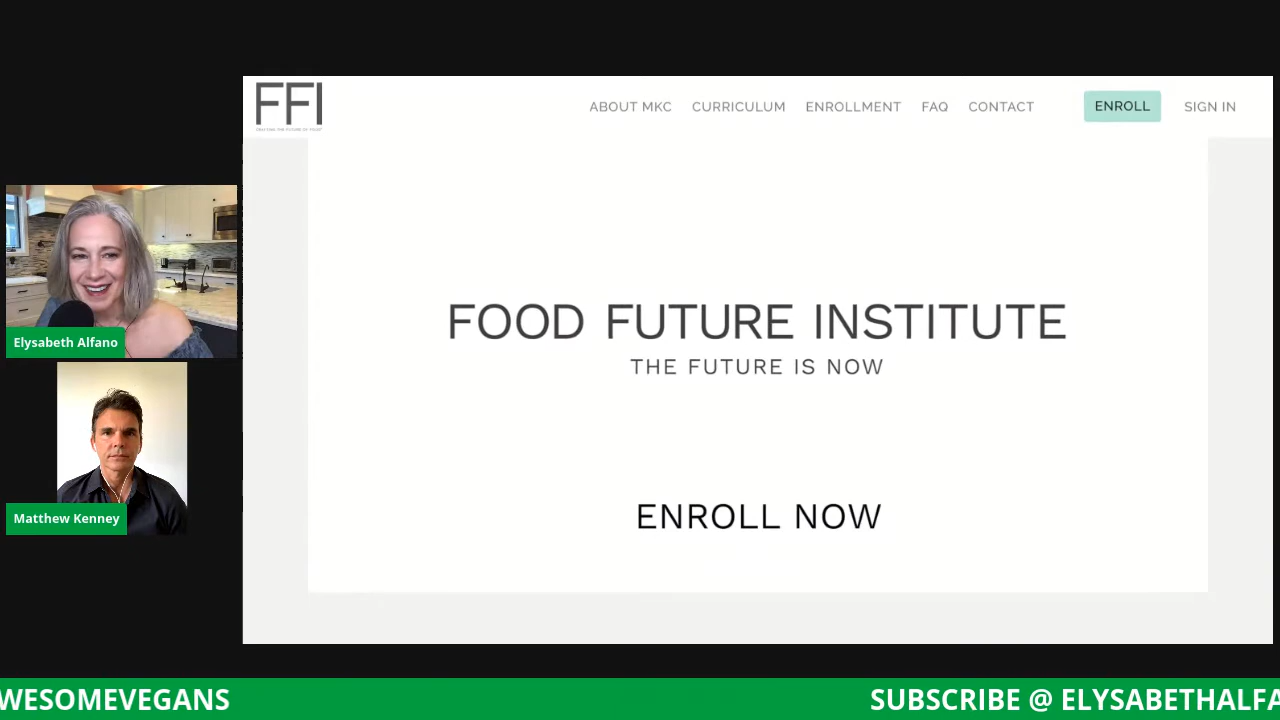 FFI
ABOUT MKC CURRICULUM ENROLLMENT FAQ CONTACT ENROLL SIGN IN
FOOD FUTURE INSTITUTE
THE FUTURE IS NOW
ENROLL NOW
Elysabeth Alfano
Matthew Kenney
WESOMEVEGANS SUBSCRIBE @ ELYSABETHALFA